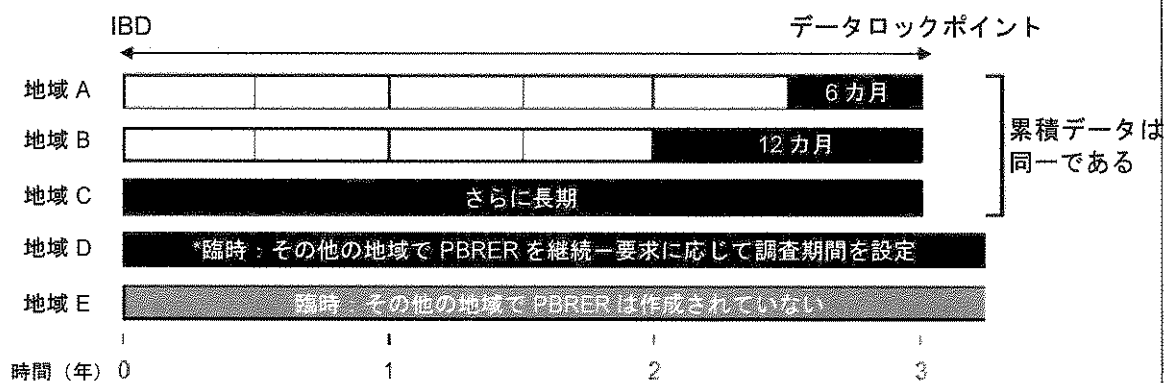 IBD データロックポイント
地域 A 6 カ月
地域 B 12 カ月
地域 C さらに長期
累積データは
同一である
地域 D *臨時：その他の地域で PBRER を継続－要求に応じて調査期間を設定
地域 E 臨時：その他の地域で PBRER は作成されていない
時間（年） 0 1 2 3